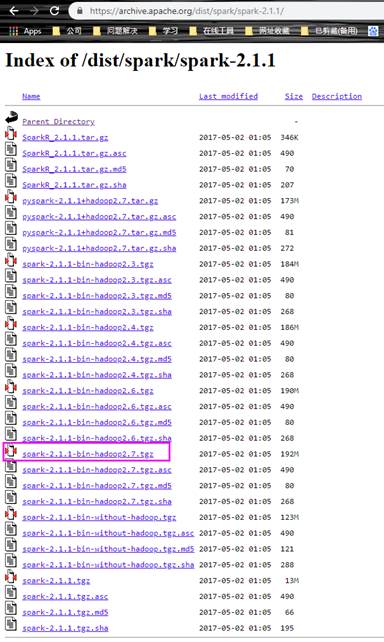 https://archive.apache.org/dist/spark/spark-2.1.1/
Apps 公司 问题解决 学习 在线工具 网址收藏 已剪藏(备用)
Index of /dist/spark/spark-2.1.1
Name Last modified Size Description
Parent Directory -
SparkR_2.1.1.tar.gz 2017-05-02 01:05 346K
SparkR_2.1.1.tar.gz.asc 2017-05-02 01:05 490
SparkR_2.1.1.tar.gz.md5 2017-05-02 01:05 70
SparkR_2.1.1.tar.gz.sha 2017-05-02 01:05 207
pyspark-2.1.1+hadoop2.7.tar.gz 2017-05-02 01:05 173M
pyspark-2.1.1+hadoop2.7.tar.gz.asc 2017-05-02 01:05 490
pyspark-2.1.1+hadoop2.7.tar.gz.md5 2017-05-02 01:05 81
pyspark-2.1.1+hadoop2.7.tar.gz.sha 2017-05-02 01:05 272
spark-2.1.1-bin-hadoop2.3.tgz 2017-05-02 01:05 184M
spark-2.1.1-bin-hadoop2.3.tgz.asc 2017-05-02 01:05 490
spark-2.1.1-bin-hadoop2.3.tgz.md5 2017-05-02 01:05 80
spark-2.1.1-bin-hadoop2.3.tgz.sha 2017-05-02 01:05 268
spark-2.1.1-bin-hadoop2.4.tgz 2017-05-02 01:05 186M
spark-2.1.1-bin-hadoop2.4.tgz.asc 2017-05-02 01:05 490
spark-2.1.1-bin-hadoop2.4.tgz.md5 2017-05-02 01:05 80
spark-2.1.1-bin-hadoop2.4.tgz.sha 2017-05-02 01:05 268
spark-2.1.1-bin-hadoop2.6.tgz 2017-05-02 01:05 190M
spark-2.1.1-bin-hadoop2.6.tgz.asc 2017-05-02 01:05 490
spark-2.1.1-bin-hadoop2.6.tgz.md5 2017-05-02 01:05 80
spark-2.1.1-bin-hadoop2.6.tgz.sha 2017-05-02 01:05 268
spark-2.1.1-bin-hadoop2.7.tgz 2017-05-02 01:05 192M
spark-2.1.1-bin-hadoop2.7.tgz.asc 2017-05-02 01:05 490
spark-2.1.1-bin-hadoop2.7.tgz.md5 2017-05-02 01:05 80
spark-2.1.1-bin-hadoop2.7.tgz.sha 2017-05-02 01:05 268
spark-2.1.1-bin-without-hadoop.tgz 2017-05-02 01:05 123M
spark-2.1.1-bin-without-hadoop.tgz.asc 2017-05-02 01:05 490
spark-2.1.1-bin-without-hadoop.tgz.md5 2017-05-02 01:05 121
spark-2.1.1-bin-without-hadoop.tgz.sha 2017-05-02 01:05 288
spark-2.1.1.tgz 2017-05-02 01:05 13M
spark-2.1.1.tgz.asc 2017-05-02 01:05 490
spark-2.1.1.tgz.md5 2017-05-02 01:05 66
spark-2.1.1.tgz.sha 2017-05-02 01:05 195